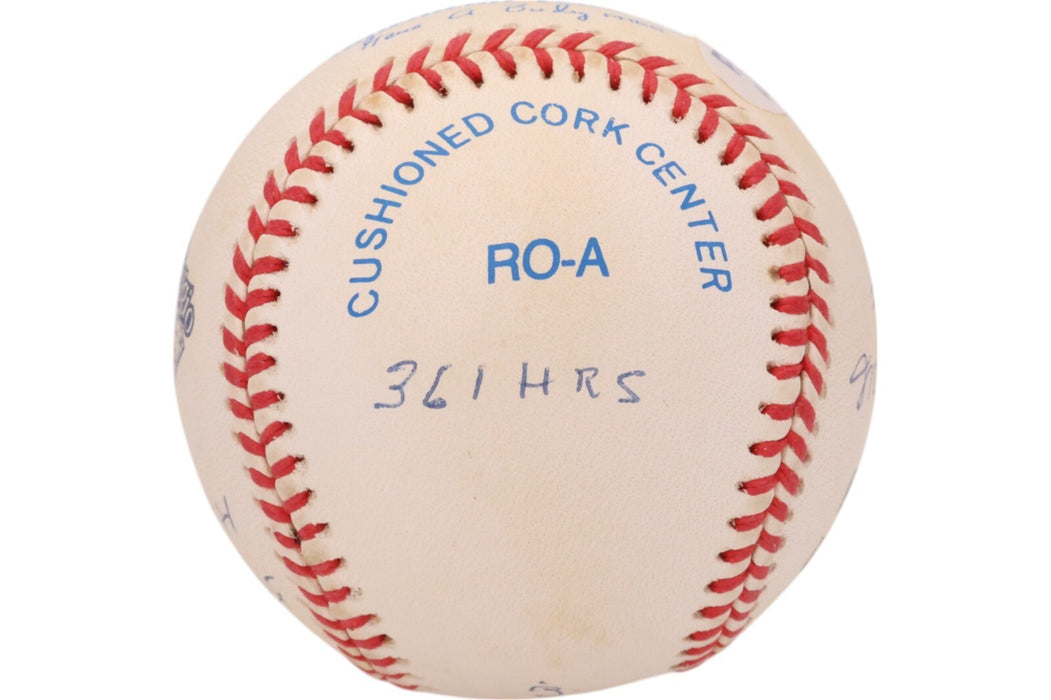 CUSHIONED CORK CENTER
RO-A
361 HRS